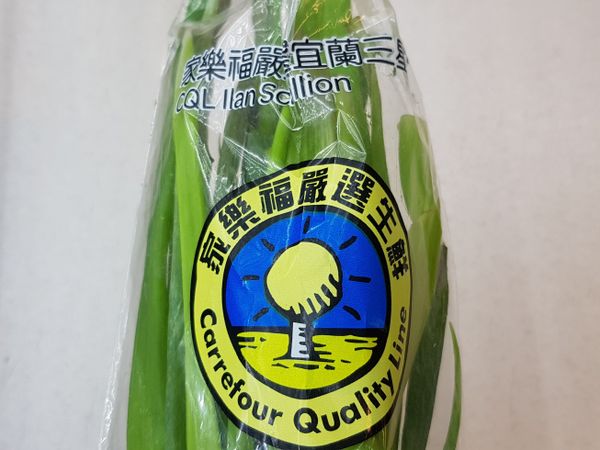 家樂福嚴選宜蘭三星
CQL Ilan Scallion
家樂福嚴選生鮮
Carrefour Quality Line